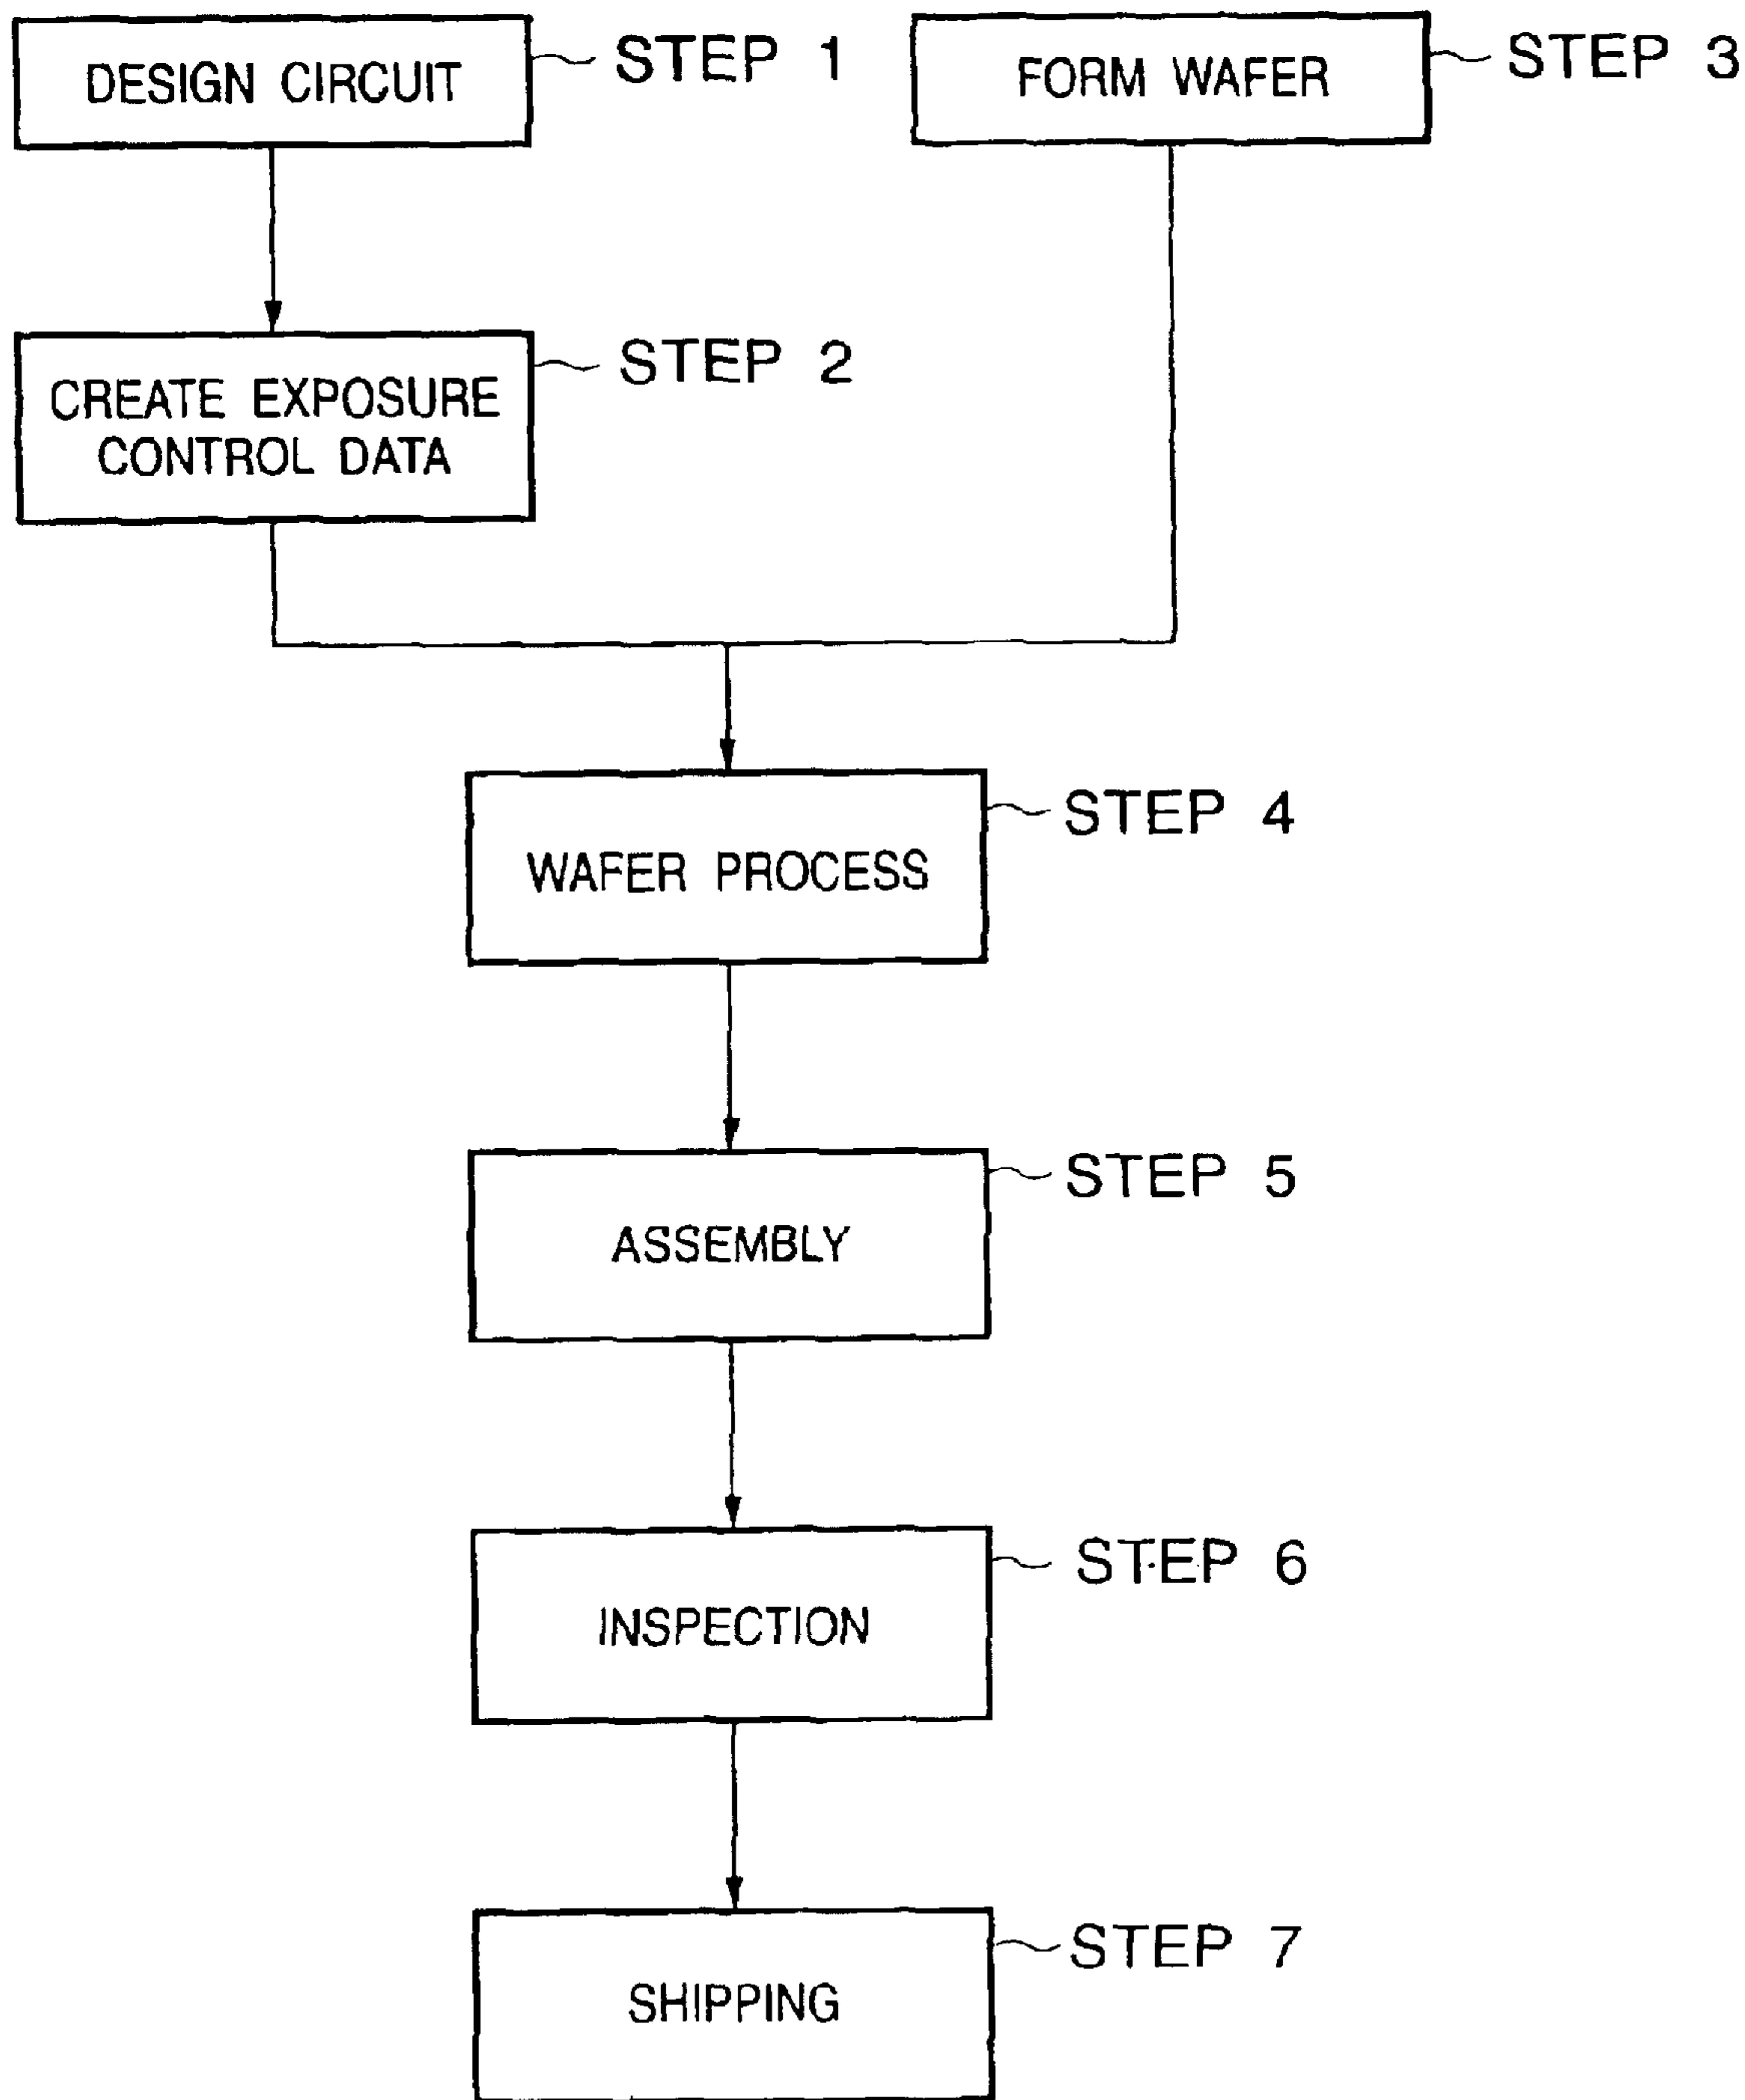 DESIGN CIRCUIT
STEP 1
FORM WAFER
STEP 3
CREATE EXPOSURE
CONTROL DATA
STEP 2
WAFER PROCESS
STEP 4
ASSEMBLY
STEP 5
INSPECTION
STEP 6
SHIPPING
STEP 7